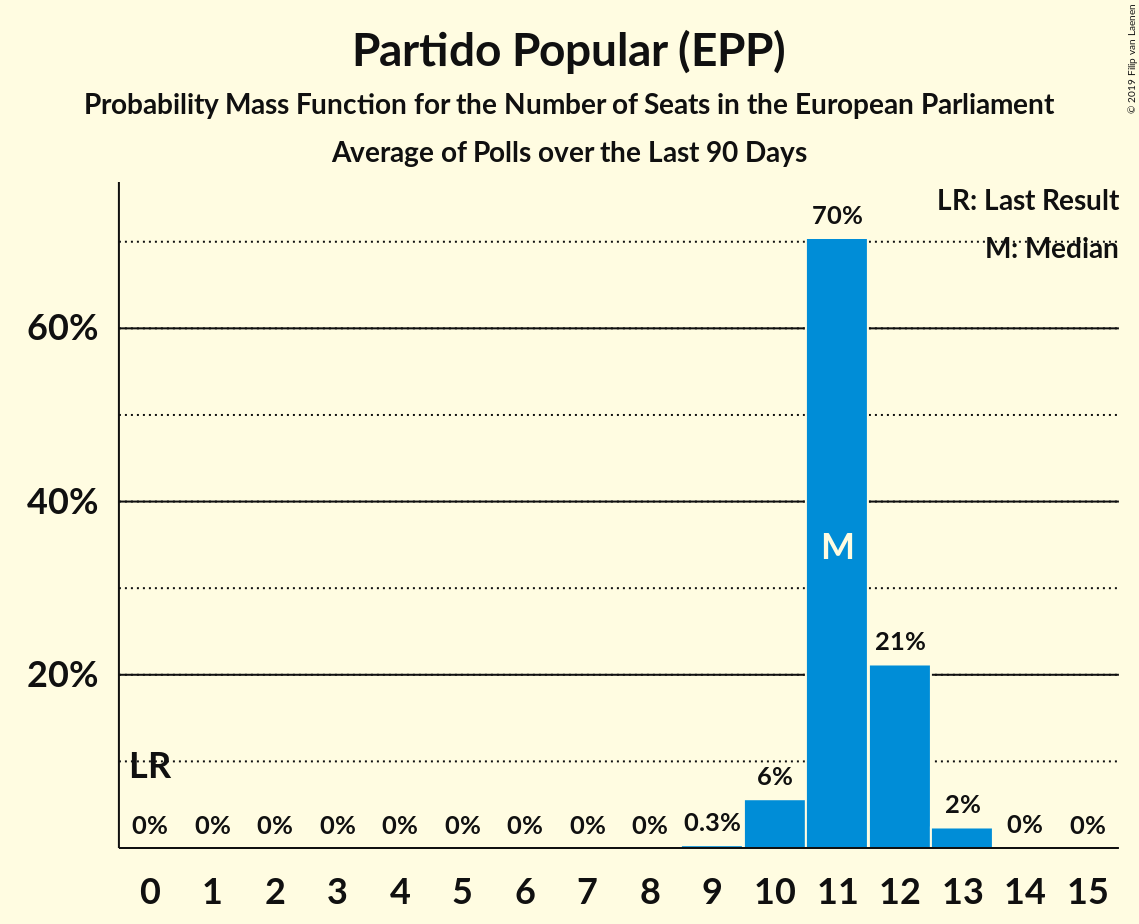 Partido Popular (EPP)
Probability Mass Function for the Number of Seats in the European Parliament
Average of Polls over the Last 90 Days
© 2019 Filip van Laenen
LR: Last Result
M: Median
70%
60%
40%
M
21%
20%
LR
6%
2%
0% 0% 0% 0% 0% 0% 0% 0% 0% 0.3% 0% 0%
0 1 2 3 4 5 6 7 8 9 10 11 12 13 14 15